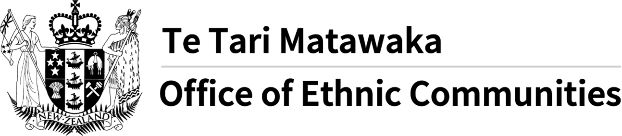 Te Tari Matawaka
Office of Ethnic Communities
NEW ZEALAND